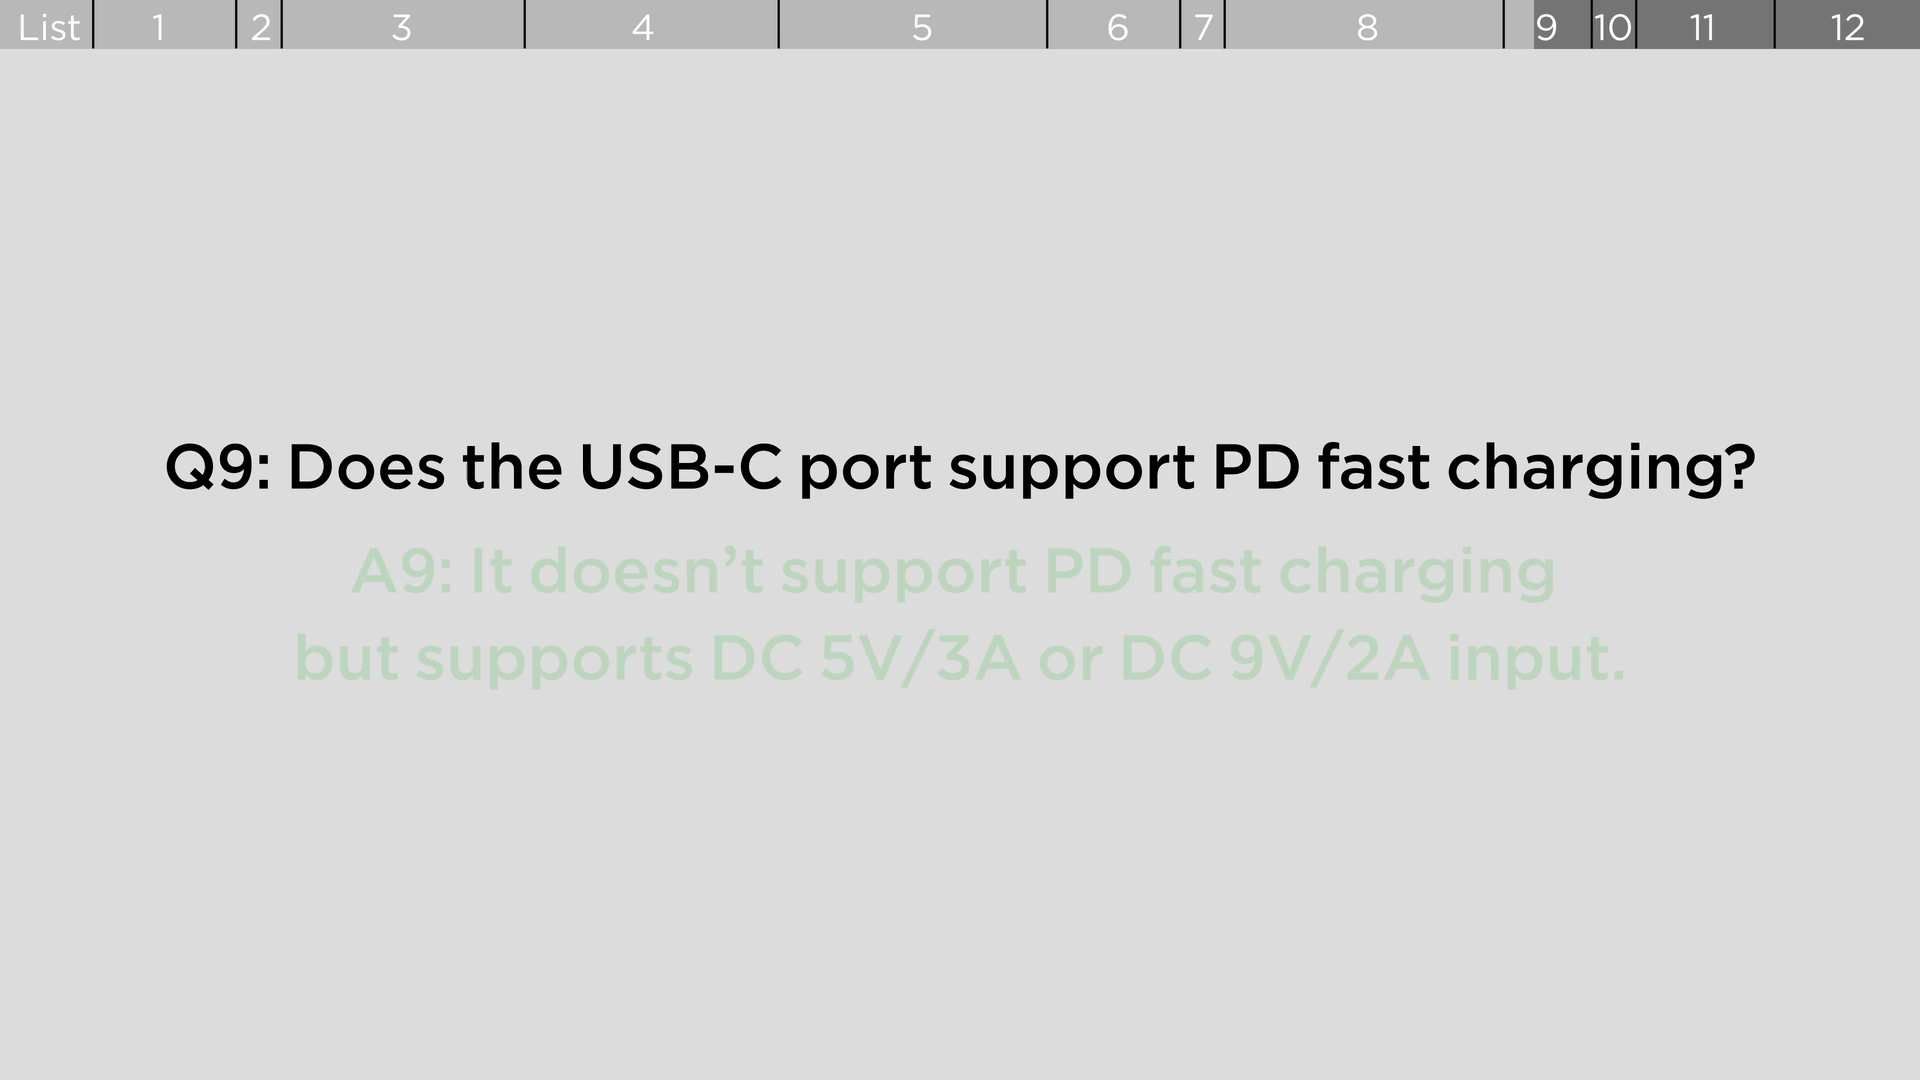 List 1 2 3 4 5 6 7 8 9 10 11 12
Q9: Does the USB-C port support PD fast charging?
A9: It doesn’t support PD fast charging
but supports DC 5V/3A or DC 9V/2A input.